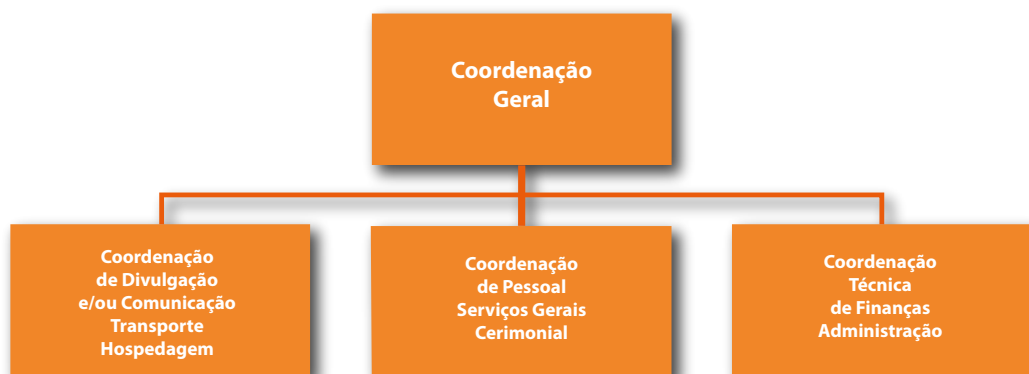 Coordenação
Geral
Coordenação
de Divulgação
e/ou Comunicação
Transporte
Hospedagem
Coordenação
de Pessoal
Serviços Gerais
Cerimonial
Coordenação
Técnica
de Finanças
Administração